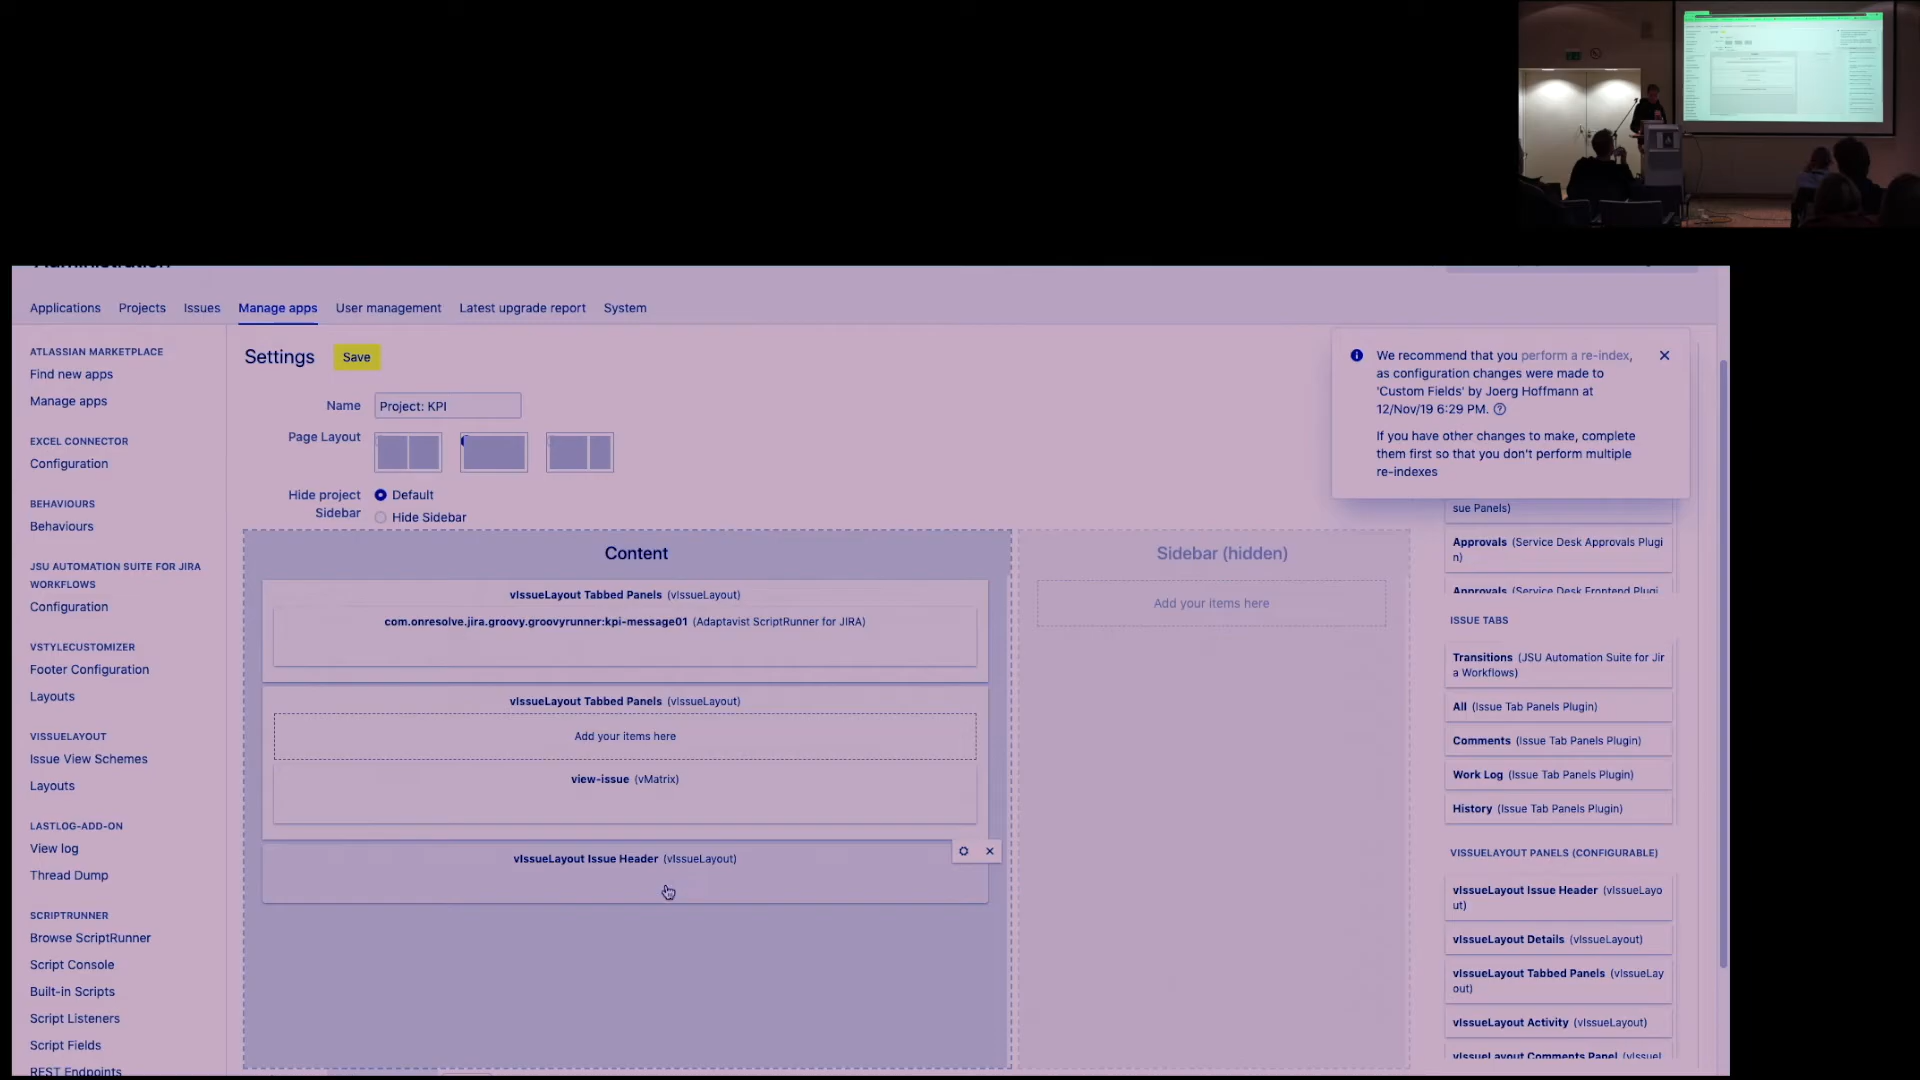 Administration
Applications
Projects
Issues
Manage apps
User management
Latest upgrade report
System
ATLASSIAN MARKETPLACE
Find new apps
Manage apps
EXCEL CONNECTOR
Configuration
BEHAVIOURS
Behaviours
JSU AUTOMATION SUITE FOR JIRA
WORKFLOWS
Configuration
VSTYLECUSTOMIZER
Footer Configuration
Layouts
VISSUELAYOUT
Issue View Schemes
Layouts
LASTLOG-ADD-ON
View log
Thread Dump
SCRIPTRUNNER
Browse ScriptRunner
Script Console
Built-in Scripts
Script Listeners
Script Fields
REST Endpoints
Settings
Save
Name
Project: KPI
Page Layout
Hide project
Sidebar
Default
Hide Sidebar
Content
vIssueLayout Tabbed Panels (vIssueLayout)
com.onresolve.jira.groovy.groovyrunner:kpi-message01 (Adaptavist ScriptRunner for JIRA)
vIssueLayout Tabbed Panels (vIssueLayout)
Add your items here
view-issue (vMatrix)
vIssueLayout Issue Header (vIssueLayout)
Sidebar (hidden)
Add your items here
We recommend that you perform a re-index,
as configuration changes were made to
'Custom Fields' by Joerg Hoffmann at
12/Nov/19 6:29 PM.
If you have other changes to make, complete
them first so that you don't perform multiple
re-indexes
sue Panels)
Approvals (Service Desk Approvals Plugi
n)
Approvals (Service Desk Frontend Plugi
ISSUE TABS
Transitions (JSU Automation Suite for Jir
a Workflows)
All (Issue Tab Panels Plugin)
Comments (Issue Tab Panels Plugin)
Work Log (Issue Tab Panels Plugin)
History (Issue Tab Panels Plugin)
VISSUELAYOUT PANELS (CONFIGURABLE)
vIssueLayout Issue Header (vIssueLayo
ut)
vIssueLayout Details (vIssueLayout)
vIssueLayout Tabbed Panels (vIssueLay
out)
vIssueLayout Activity (vIssueLayout)
vIssueLayout Comments Panel (vIssueL